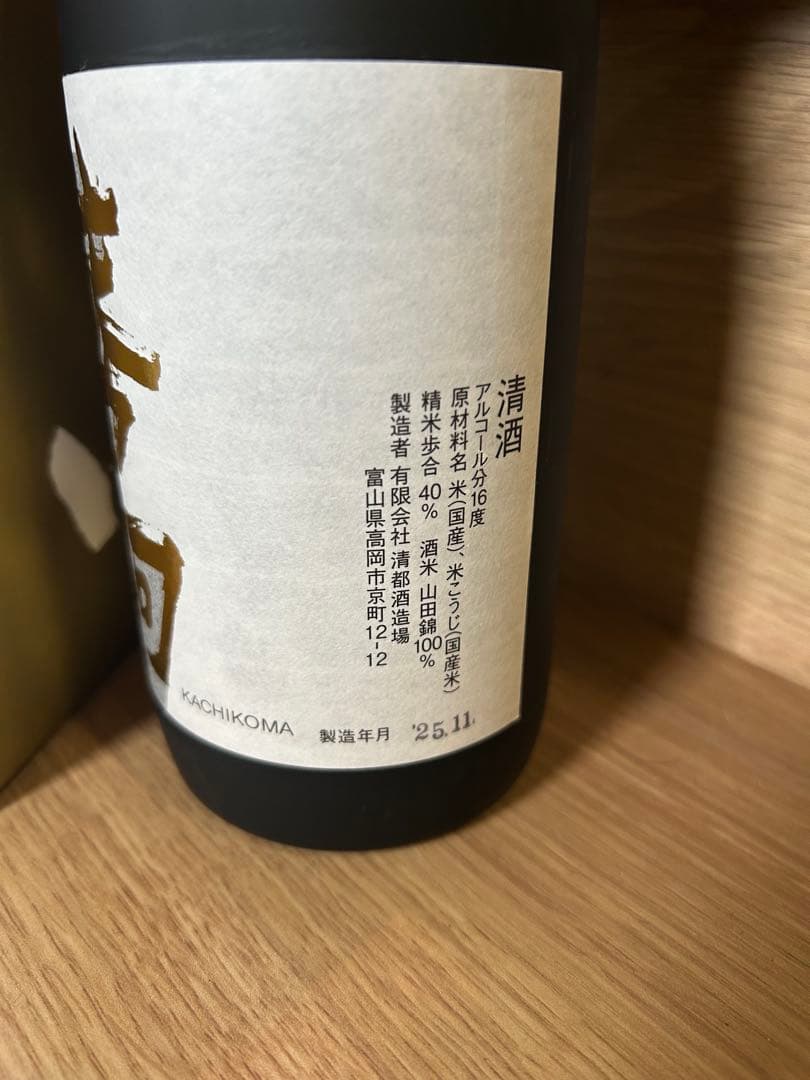 清酒
アルコール分16度
原材料名 米(国産)、米こうじ(国産米)
精米歩合 40% 酒米 山田錦100%
製造者 有限会社 清都酒造場
富山県高岡市京町12-12
KACHIKOMA
製造年月 '25.11.